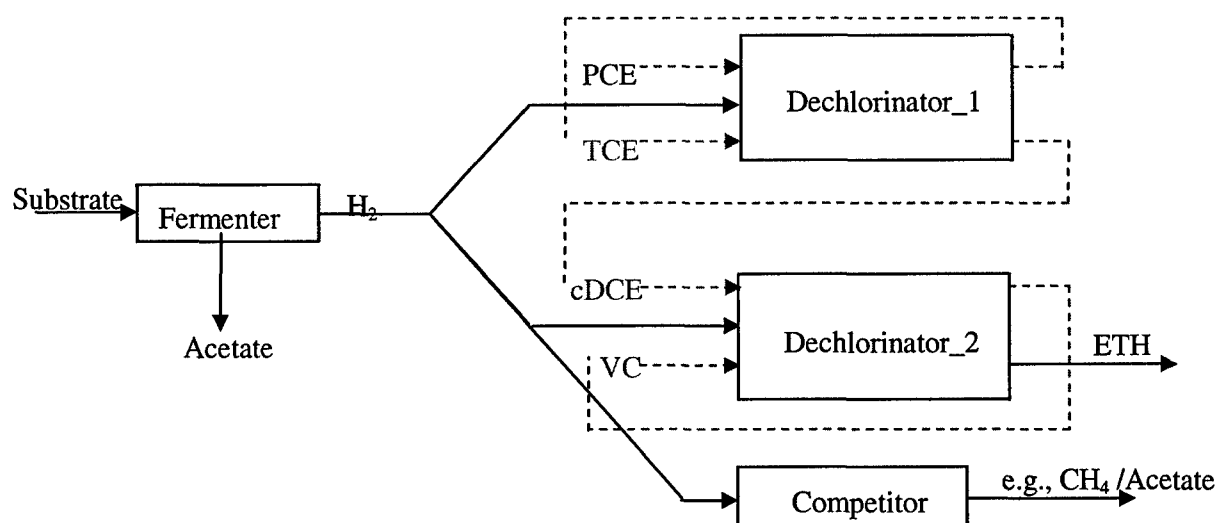 PCE
Dechlorinator_1
TCE
Substrate
Fermenter
H₂
cDCE
Acetate
Dechlorinator_2
ETH
VC
Competitor
e.g., CH₄ /Acetate